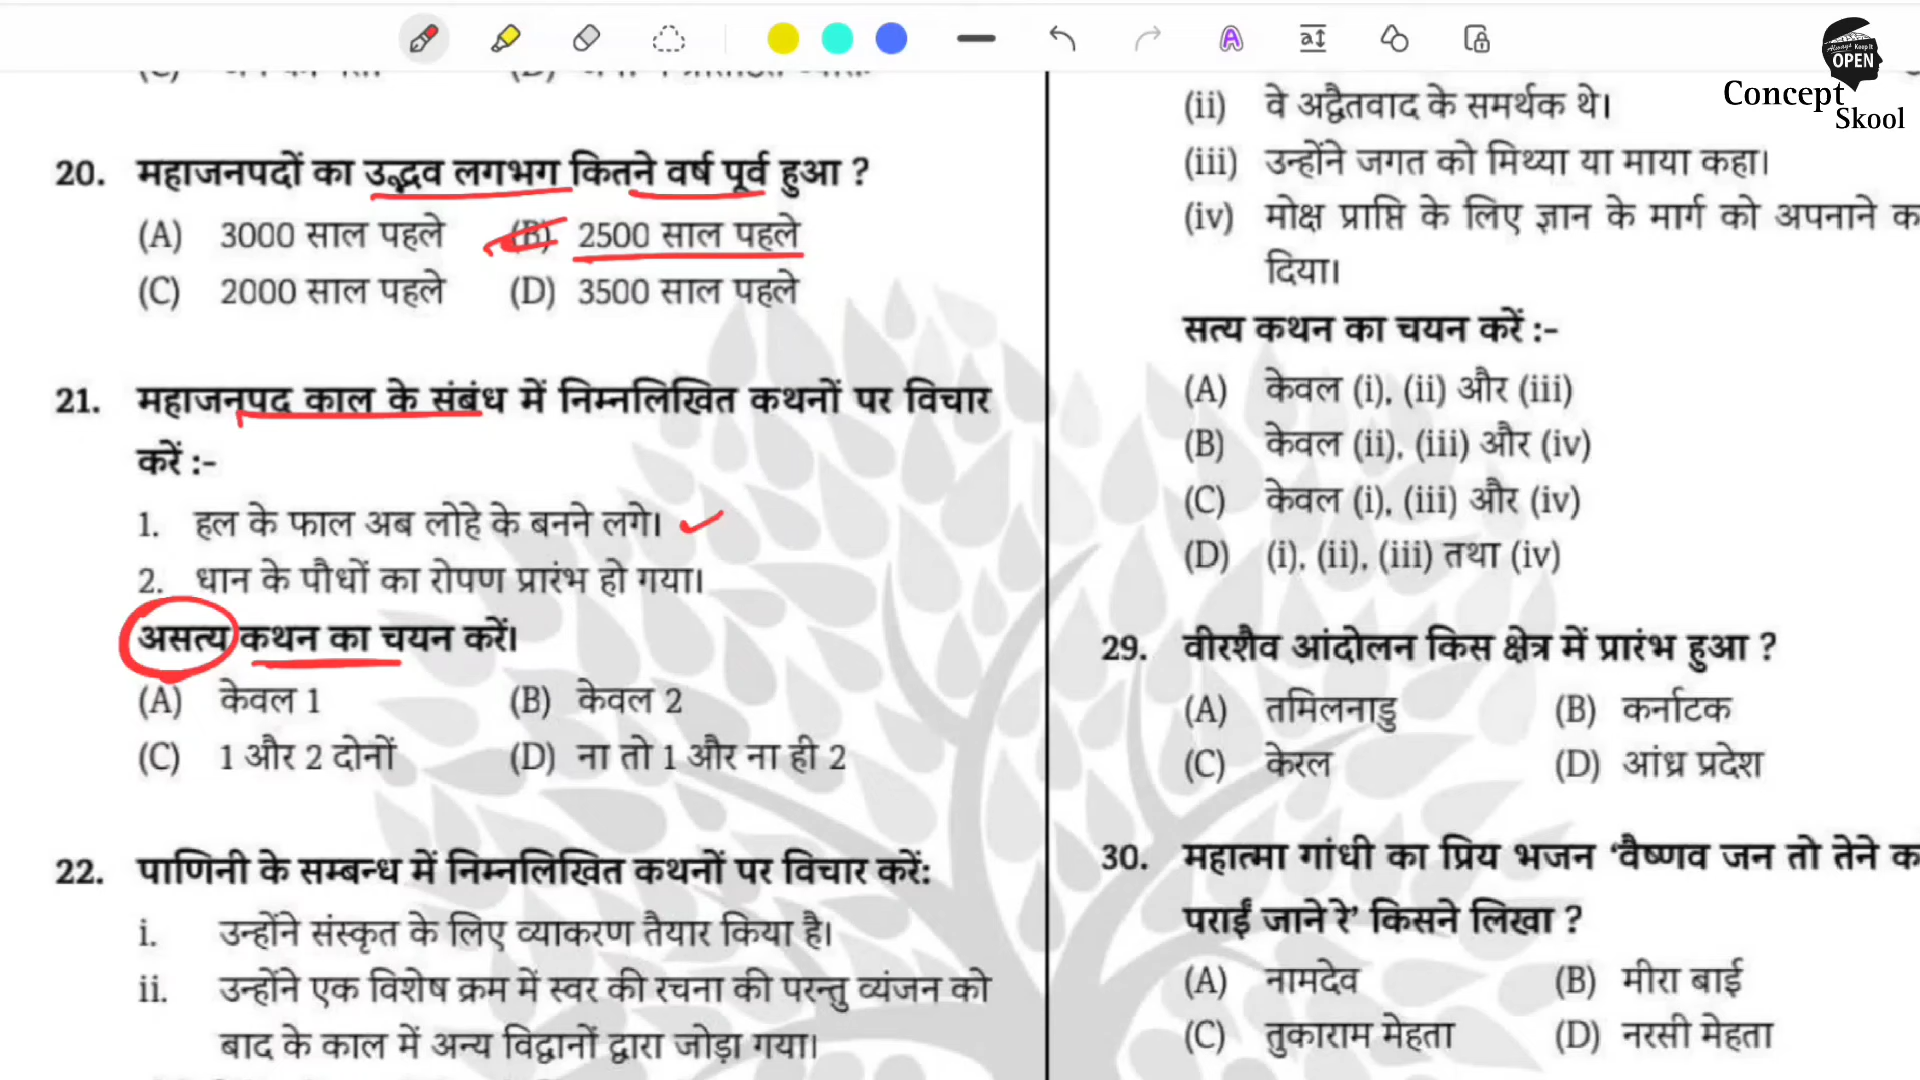 Always Keep It
OPEN
Concept
Skool
20. महाजनपदों का उद्भव लगभग कितने वर्ष पूर्व हुआ ?
(A) 3000 साल पहले (B) 2500 साल पहले
(C) 2000 साल पहले (D) 3500 साल पहले
21. महाजनपद काल के संबंध में निम्नलिखित कथनों पर विचार
करें :-
1. हल के फाल अब लोहे के बनने लगे।
2. धान के पौधों का रोपण प्रारंभ हो गया।
असत्य कथन का चयन करें।
(A) केवल 1 (B) केवल 2
(C) 1 और 2 दोनों (D) ना तो 1 और ना ही 2
22. पाणिनी के सम्बन्ध में निम्नलिखित कथनों पर विचार करें:
i. उन्होंने संस्कृत के लिए व्याकरण तैयार किया है।
ii. उन्होंने एक विशेष क्रम में स्वर की रचना की परन्तु व्यंजन को
बाद के काल में अन्य विद्वानों द्वारा जोड़ा गया।
(ii) वे अद्वैतवाद के समर्थक थे।
(iii) उन्होंने जगत को मिथ्या या माया कहा।
(iv) मोक्ष प्राप्ति के लिए ज्ञान के मार्ग को अपनाने क
दिया।
सत्य कथन का चयन करें :-
(A) केवल (i), (ii) और (iii)
(B) केवल (ii), (iii) और (iv)
(C) केवल (i), (iii) और (iv)
(D) (i), (ii), (iii) तथा (iv)
29. वीरशैव आंदोलन किस क्षेत्र में प्रारंभ हुआ ?
(A) तमिलनाडु (B) कर्नाटक
(C) केरल (D) आंध्र प्रदेश
30. महात्मा गांधी का प्रिय भजन 'वैष्णव जन तो तेने क
पराईं जाने रे' किसने लिखा ?
(A) नामदेव (B) मीरा बाई
(C) तुकाराम मेहता (D) नरसी मेहता